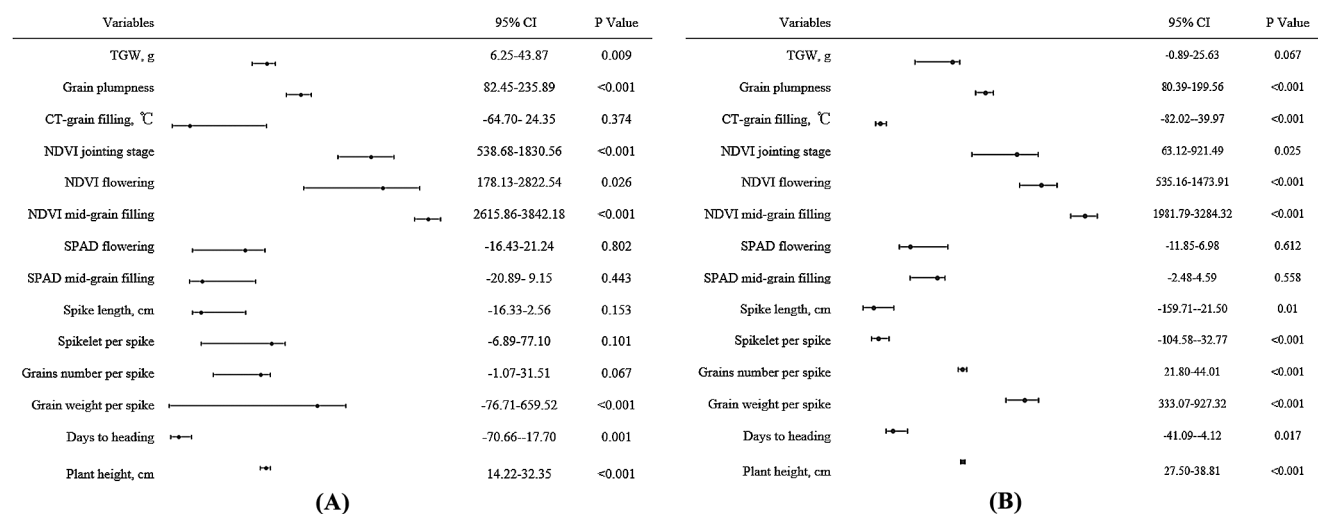 Variables 95% CI P Value
TGW, g 6.25-43.87 0.009
Grain plumpness 82.45-235.89 <0.001
CT-grain filling, ℃ -64.70- 24.35 0.374
NDVI jointing stage 538.68-1830.56 <0.001
NDVI flowering 178.13-2822.54 0.026
NDVI mid-grain filling 2615.86-3842.18 <0.001
SPAD flowering -16.43-21.24 0.802
SPAD mid-grain filling -20.89- 9.15 0.443
Spike length, cm -16.33-2.56 0.153
Spikelet per spike -6.89-77.10 0.101
Grains number per spike -1.07-31.51 0.067
Grain weight per spike -76.71-659.52 <0.001
Days to heading -70.66--17.70 0.001
Plant height, cm 14.22-32.35 <0.001
(A)
Variables 95% CI P Value
TGW, g -0.89-25.63 0.067
Grain plumpness 80.39-199.56 <0.001
CT-grain filling, ℃ -82.02--39.97 <0.001
NDVI jointing stage 63.12-921.49 0.025
NDVI flowering 535.16-1473.91 <0.001
NDVI mid-grain filling 1981.79-3284.32 <0.001
SPAD flowering -11.85-6.98 0.612
SPAD mid-grain filling -2.48-4.59 0.558
Spike length, cm -159.71--21.50 0.01
Spikelet per spike -104.58--32.77 <0.001
Grains number per spike 21.80-44.01 <0.001
Grain weight per spike 333.07-927.32 <0.001
Days to heading -41.09--4.12 0.017
Plant height, cm 27.50-38.81 <0.001
(B)